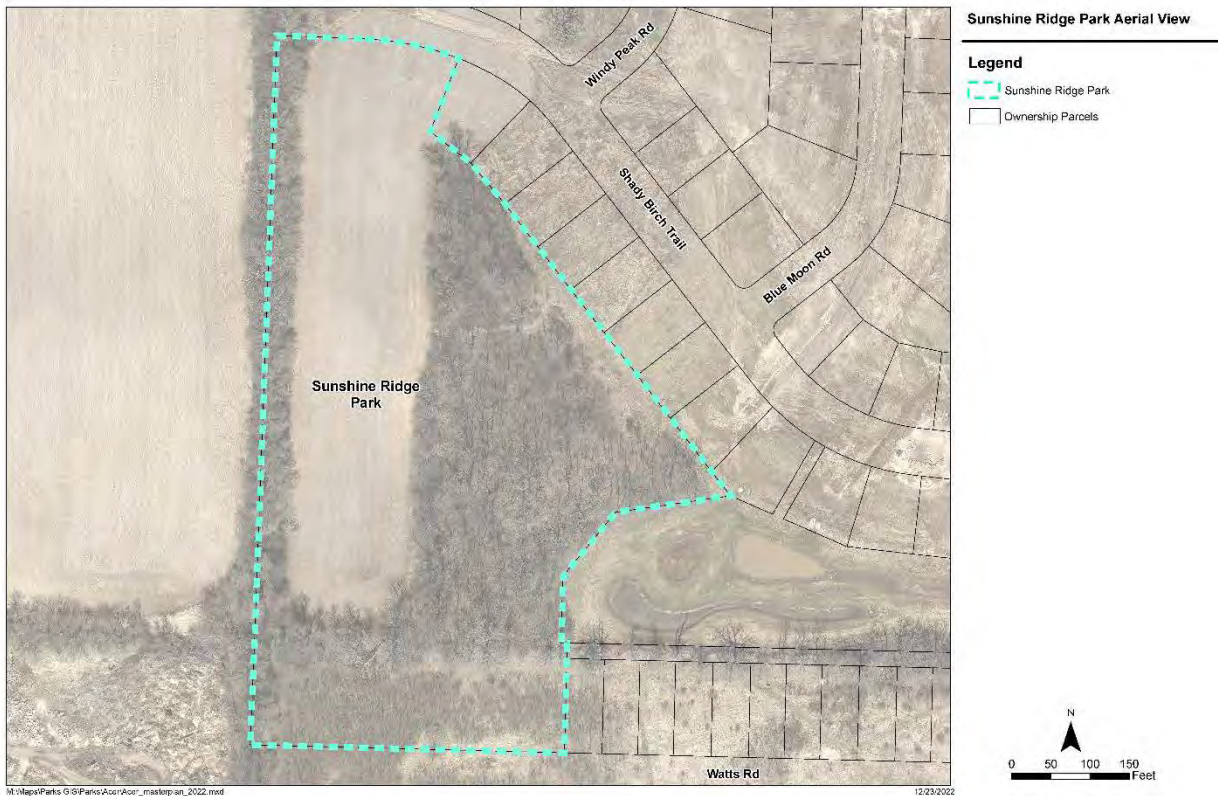 Sunshine Ridge Park Aerial View
Legend
Sunshine Ridge Park
Ownership Parcels
Windy Peak Rd
Shady Birch Trail
Blue Moon Rd
Sunshine Ridge
Park
Watts Rd
N
0 50 100 150
Feet
M:\Maps\Parks GIS\Parks\Acer\Acer_masterplan_2022.mxd
12/23/2022